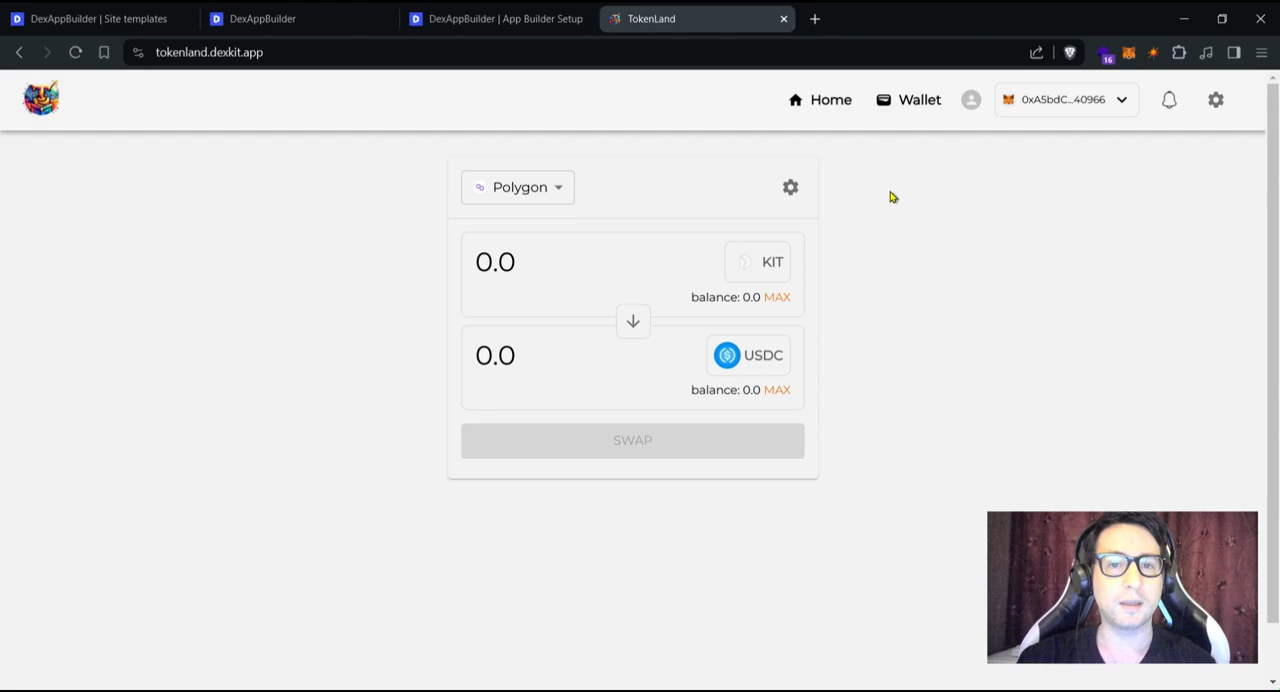 DexAppBuilder | Site templates
DexAppBuilder
DexAppBuilder | App Builder Setup
TokenLand
tokenland.dexkit.app
16
Home
Wallet
0xA5bdC...40966
Polygon
0.0
KIT
balance: 0.0 MAX
0.0
USDC
balance: 0.0 MAX
SWAP